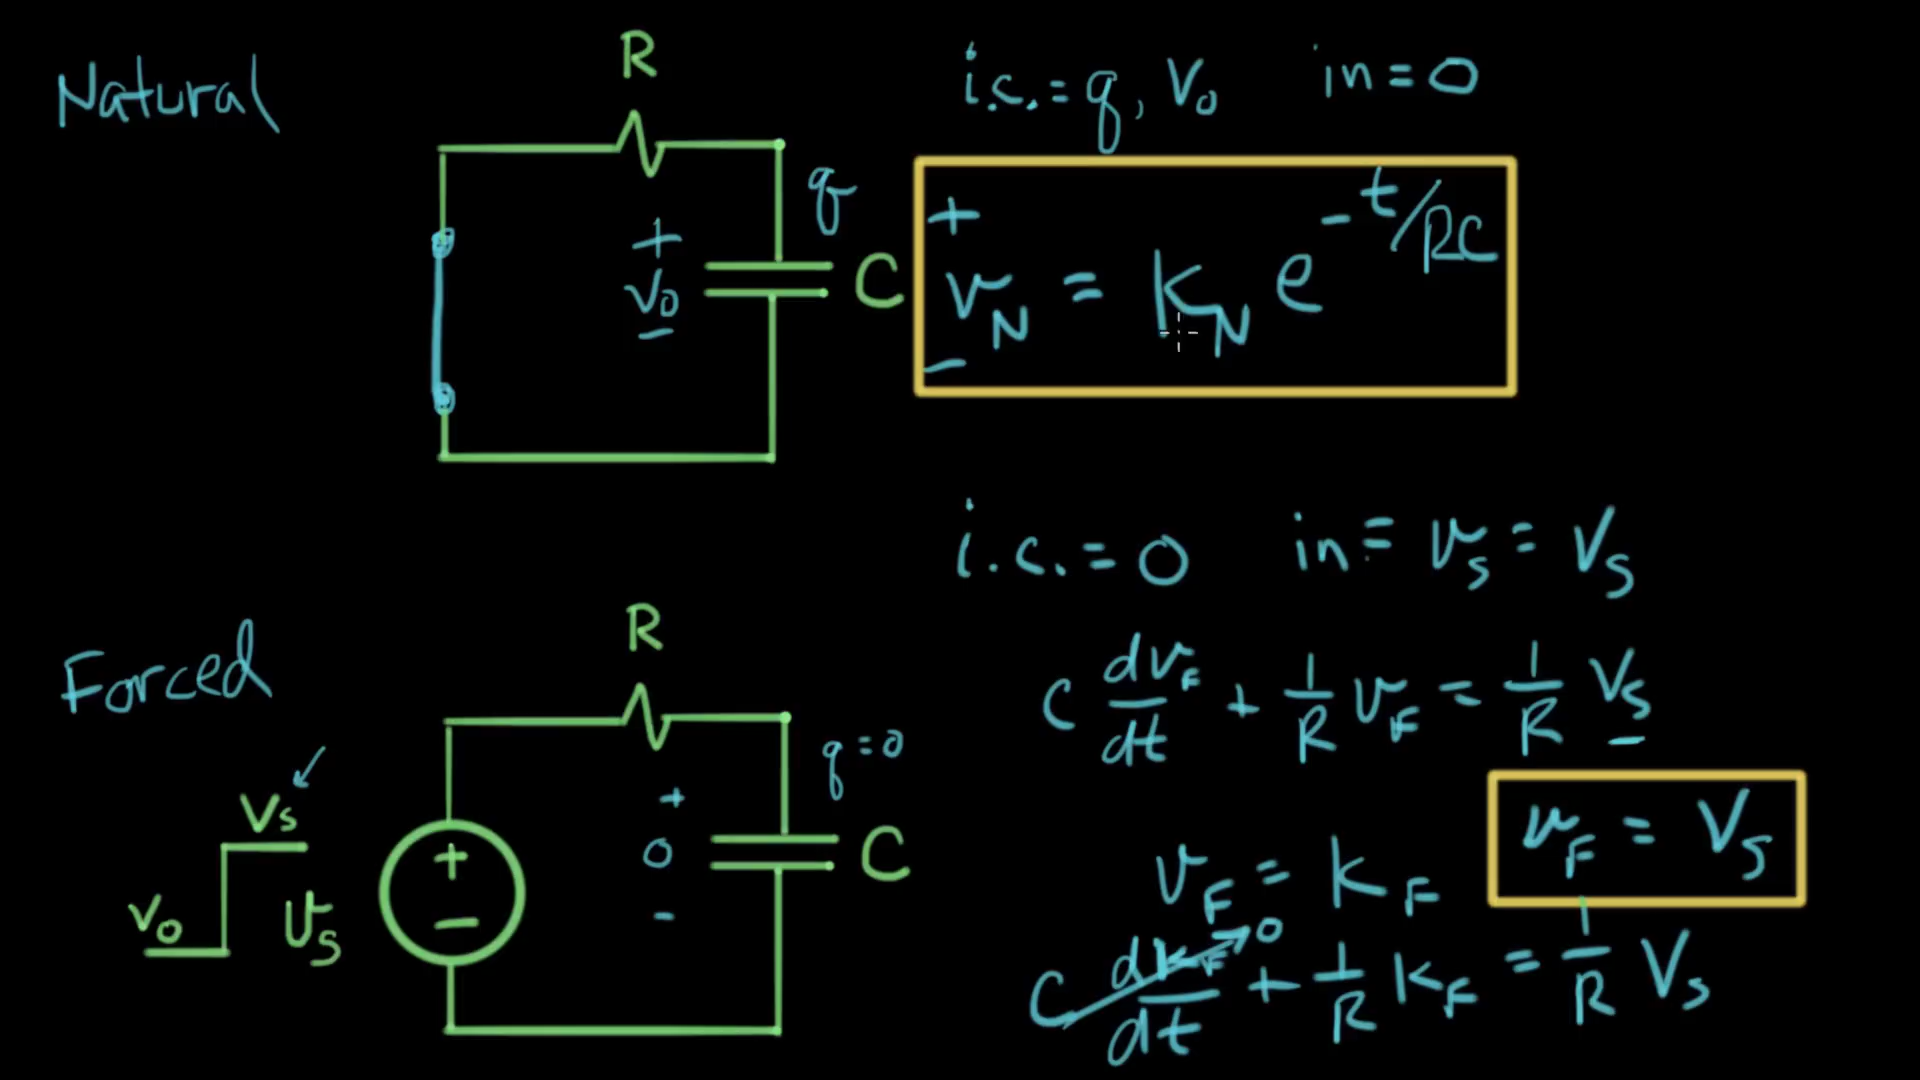 Natural
R
i.c. = q, V₀ in = 0
q
+
V₀
−
C
+
v_N = K_N e^(−t/RC)
−
i.c. = 0 in = v_s = V_S
Forced
R
C dv_F/dt + 1/R v_F = 1/R V_S
q = 0
V_S
V₀
v_S
+
−
+
0
−
C
v_F = K_F
v_F = V_S
C dK_F/dt → 0 + 1/R K_F = 1/R V_S